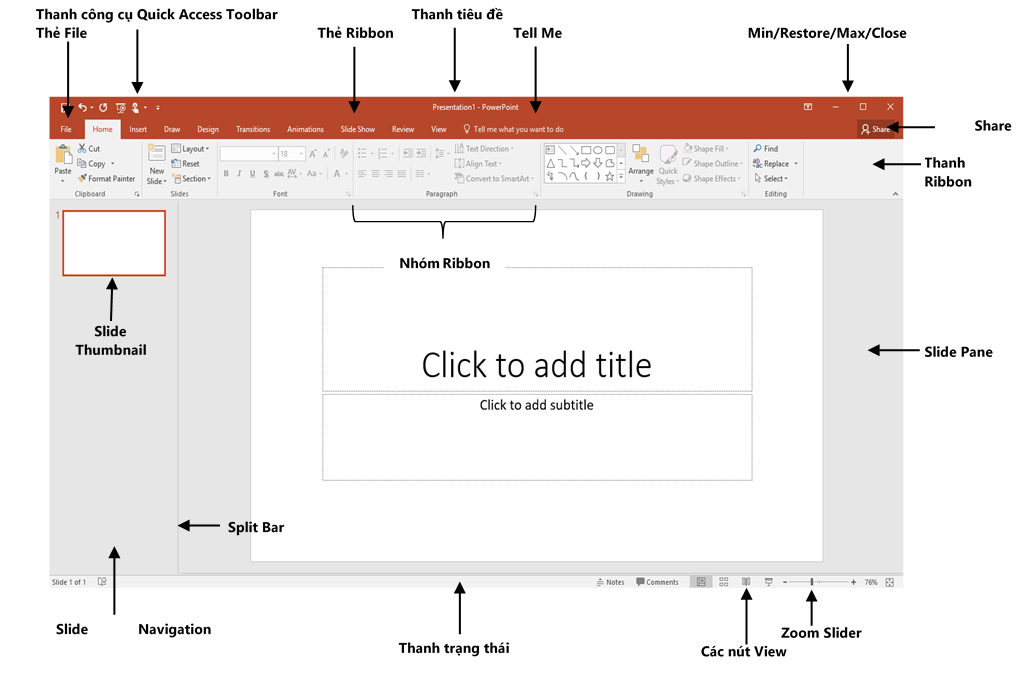 Thanh công cụ Quick Access Toolbar
Thanh tiêu đề
Thẻ File
Thẻ Ribbon
Tell Me
Min/Restore/Max/Close
Presentation1 - PowerPoint
File
Home
Insert
Draw
Design
Transitions
Animations
Slide Show
Review
View
Tell me what you want to do
Share
Share
Paste
Cut
Copy
Format Painter
Clipboard
New
Slide
Layout
Reset
Section
Slides
18
A A
B I U S abc AV Aa A
Font
Text Direction
Align Text
Convert to SmartArt
Paragraph
Arrange
Quick
Styles
Shape Fill
Shape Outline
Shape Effects
Drawing
Find
Replace
Select
Editing
Thanh
Ribbon
1
Nhóm Ribbon
Slide
Thumbnail
Click to add title
Click to add subtitle
Slide Pane
Split Bar
Slide 1 of 1
Notes
Comments
76%
Slide Navigation
Thanh trạng thái
Các nút View
Zoom Slider